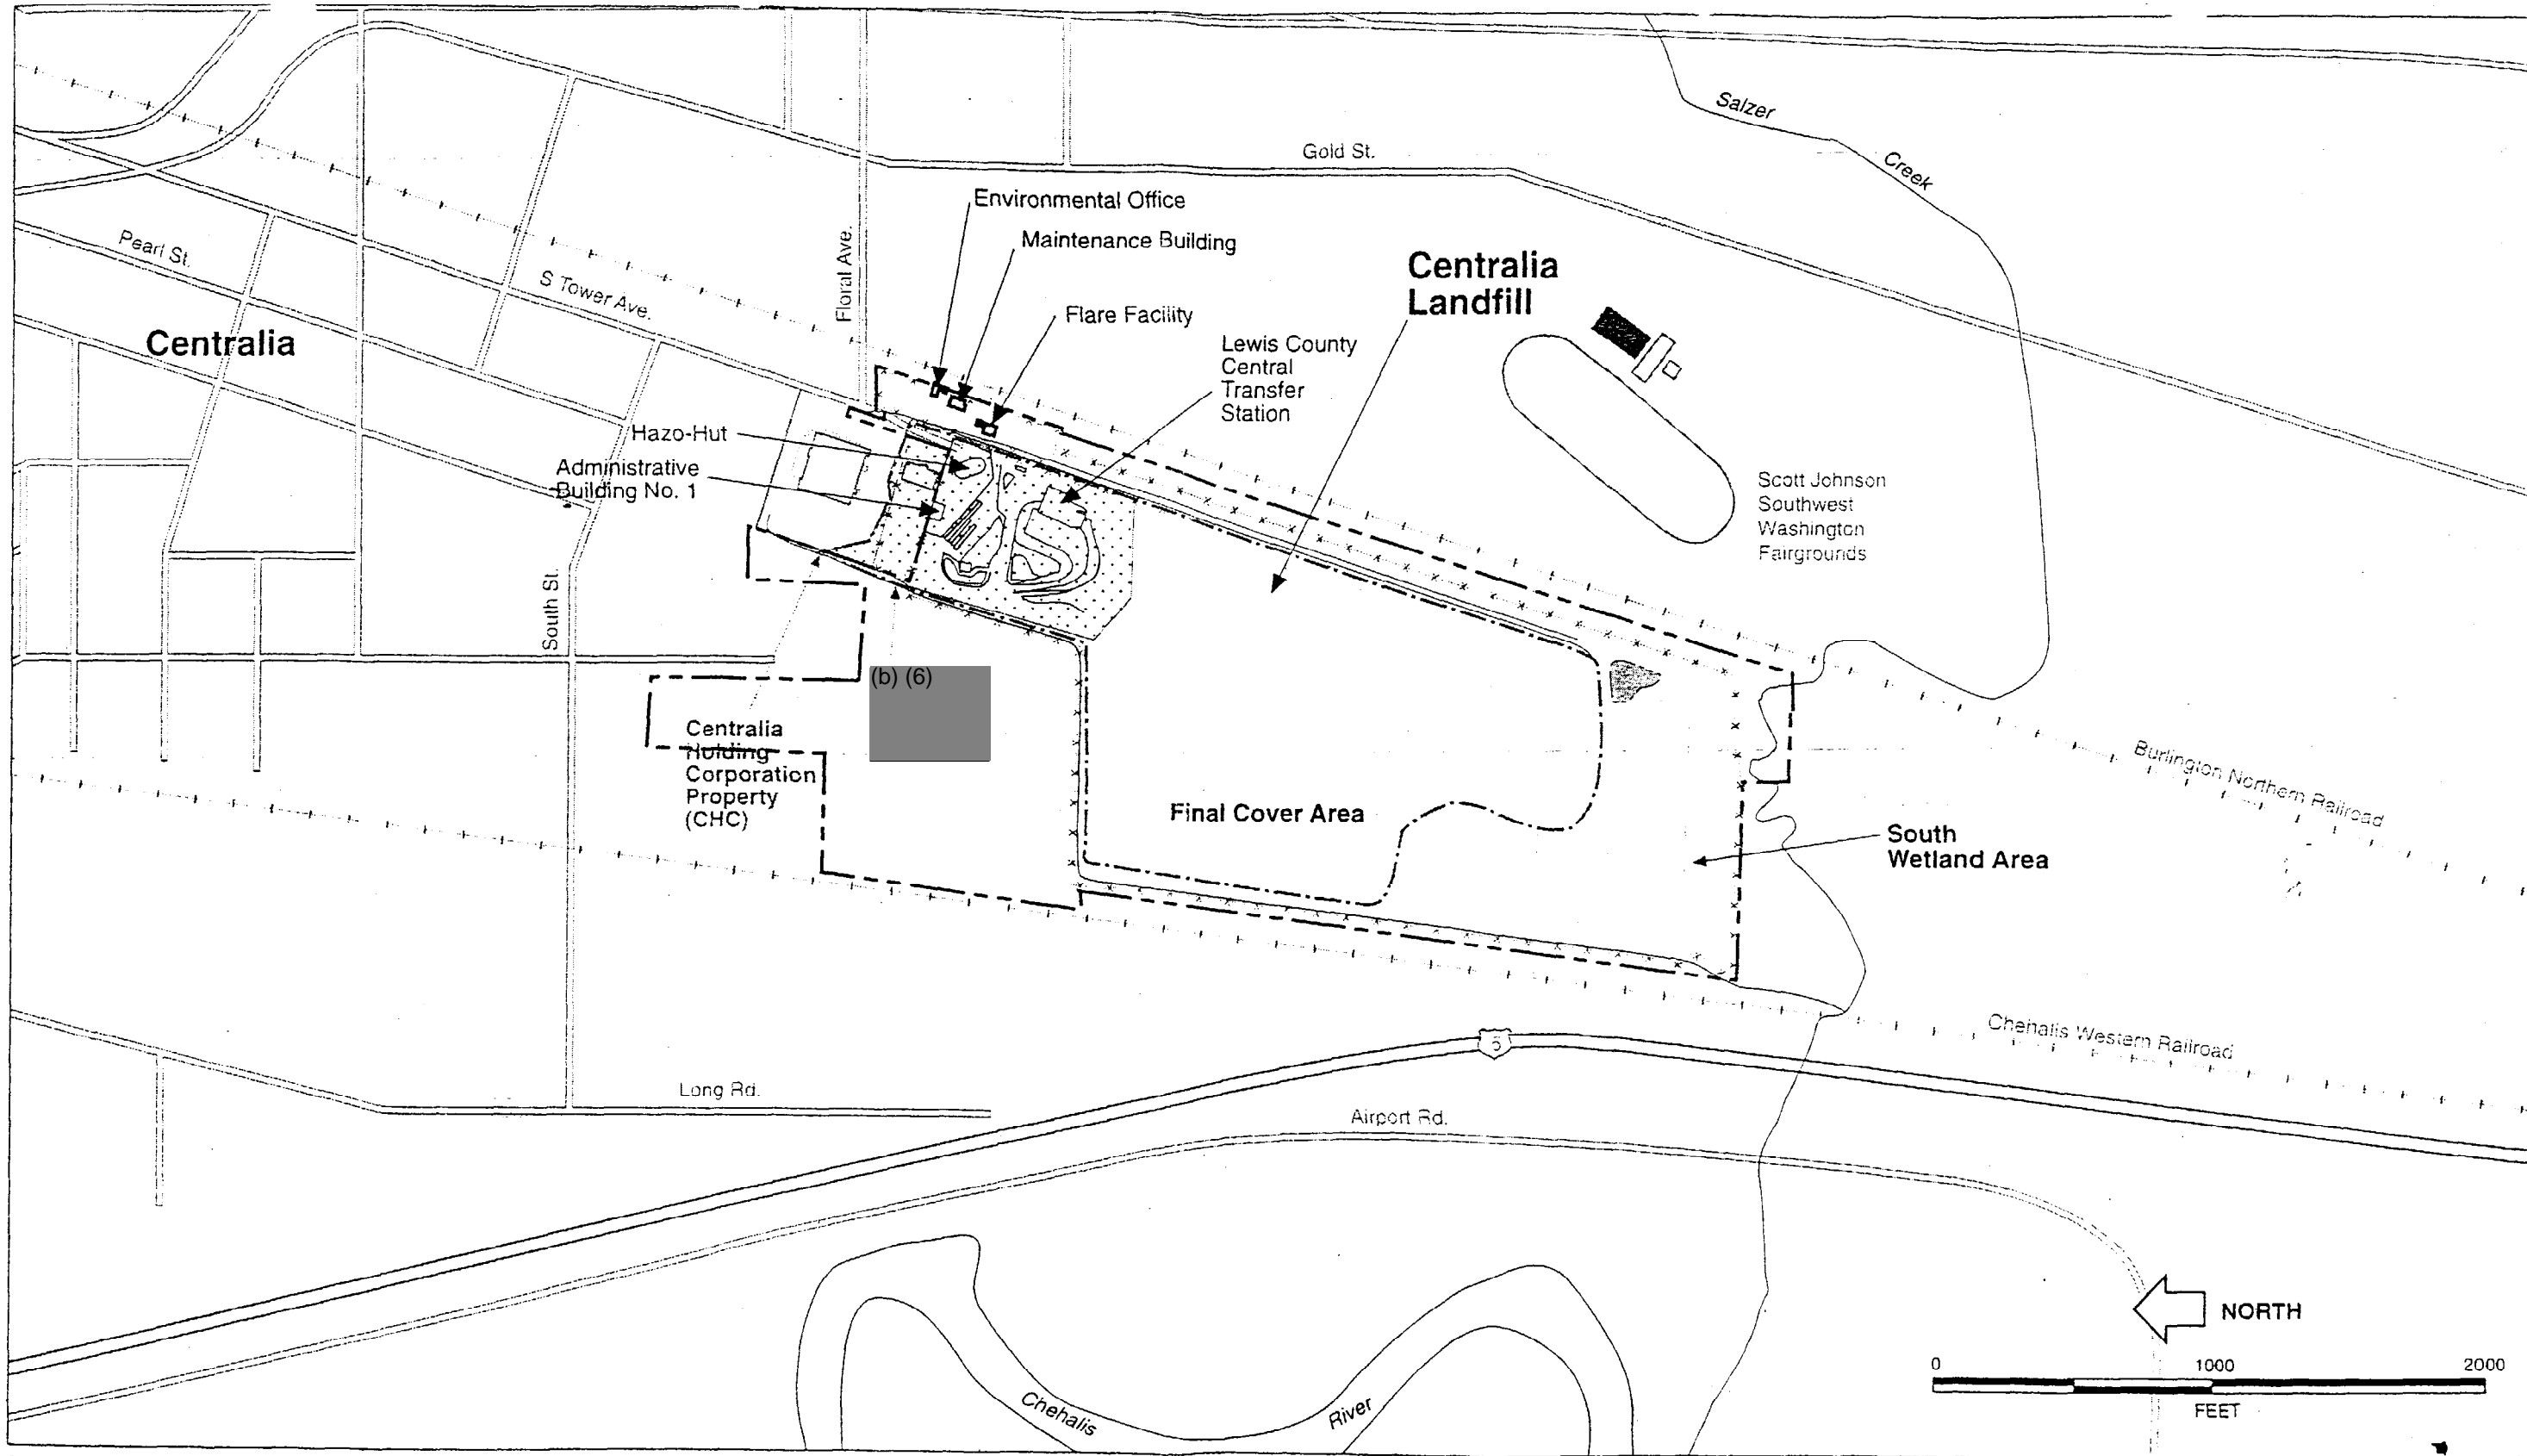 Salzer
Creek
Gold St.
Environmental Office
Maintenance Building
Floral Ave.
Pearl St.
S Tower Ave.
Centralia
Landfill
Flare Facility
Centralia
Lewis County
Central
Transfer
Station
Hazo-Hut
Administrative
Building No. 1
Scott Johnson
Southwest
Washington
Fairgrounds
South St.
(b) (6)
Centralia
Holding
Corporation
Property
(CHC)
Burlington Northern Railroad
Final Cover Area
South
Wetland Area
Chehalis Western Railroad
5
Long Rd.
Airport Rd.
NORTH
0 1000 2000
FEET
Chehalis
River